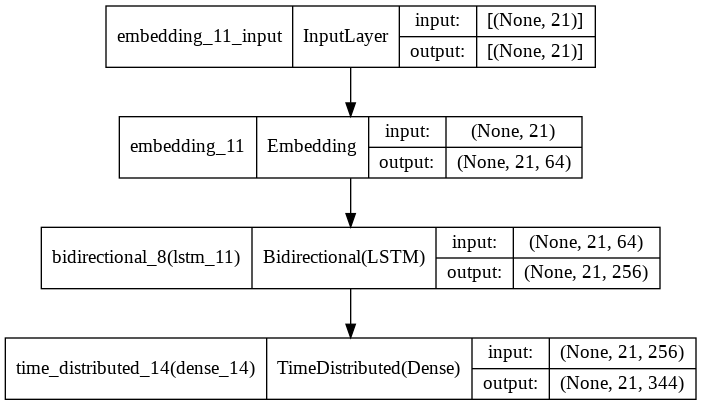 embedding_11_input InputLayer input: [(None, 21)]
output: [(None, 21)]
embedding_11 Embedding input: (None, 21)
output: (None, 21, 64)
bidirectional_8(lstm_11) Bidirectional(LSTM) input: (None, 21, 64)
output: (None, 21, 256)
time_distributed_14(dense_14) TimeDistributed(Dense) input: (None, 21, 256)
output: (None, 21, 344)